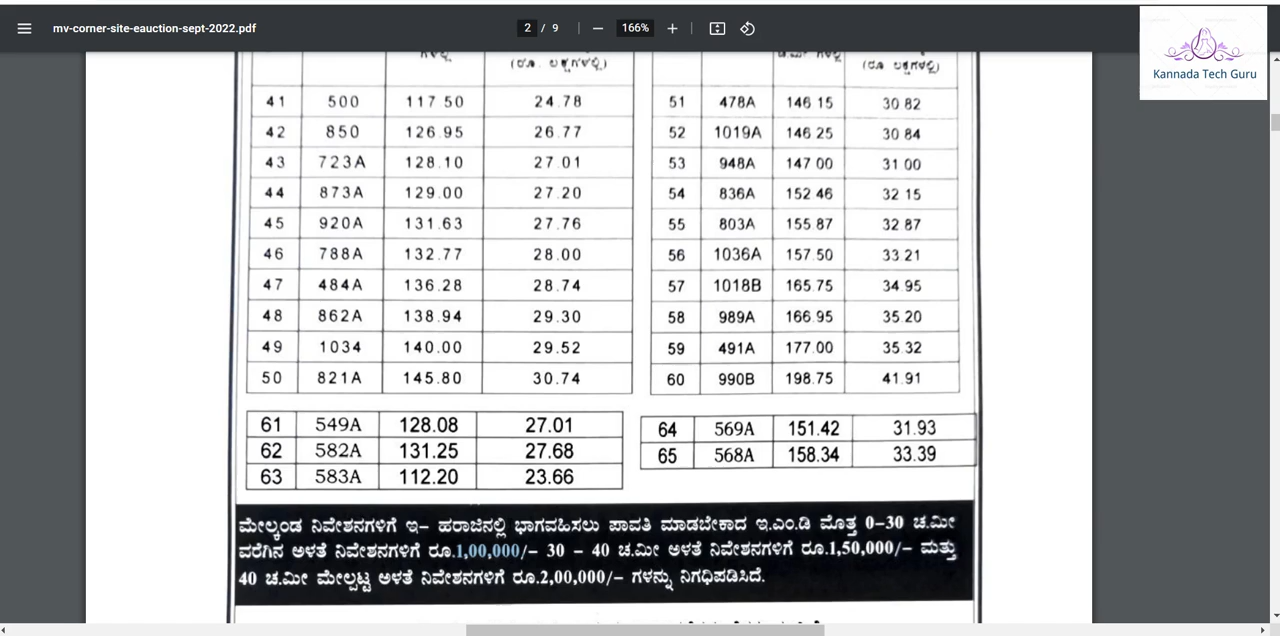 mv-corner-site-eauction-sept-2022.pdf
2 / 9
166%
Kannada Tech Guru
(ರೂ. ಲಕ್ಷಗಳಲ್ಲಿ)
(ರೂ ಲಕ್ಷಗಳಲ್ಲಿ)
41 500 117 50 24.78
42 850 126.95 26.77
43 723A 128.10 27.01
44 873A 129.00 27.20
45 920A 131.63 27.76
46 788A 132.77 28.00
47 484A 136.28 28.74
48 862A 138.94 29.30
49 1034 140.00 29.52
50 821A 145.80 30.74
51 478A 146 15 30 82
52 1019A 146 25 30 84
53 948A 147 00 31 00
54 836A 152 46 32 15
55 803A 155 87 32 87
56 1036A 157.50 33 21
57 1018B 165.75 34 95
58 989A 166.95 35.20
59 491A 177.00 35.32
60 990B 198.75 41.91
61 549A 128.08 27.01
62 582A 131.25 27.68
63 583A 112.20 23.66
64 569A 151.42 31.93
65 568A 158.34 33.39
ಮೇಲ್ಕಂಡ ನಿವೇಶನಗಳಿಗೆ ಇ– ಹರಾಜಿನಲ್ಲಿ ಭಾಗವಹಿಸಲು ಪಾವತಿ ಮಾಡಬೇಕಾದ ಇ.ಎಂ.ಡಿ ಮೊತ್ತ 0–30 ಚ.ಮೀ
ವರೆಗಿನ ಅಳತೆ ನಿವೇಶನಗಳಿಗೆ ರೂ.1,00,000/– 30 – 40 ಚ.ಮೀ ಅಳತೆ ನಿವೇಶನಗಳಿಗೆ ರೂ.1,50,000/– ಮತ್ತು
40 ಚ.ಮೀ ಮೇಲ್ಪಟ್ಟ ಅಳತೆ ನಿವೇಶನಗಳಿಗೆ ರೂ.2,00,000/– ಗಳನ್ನು ನಿಗಧಿಪಡಿಸಿದೆ.